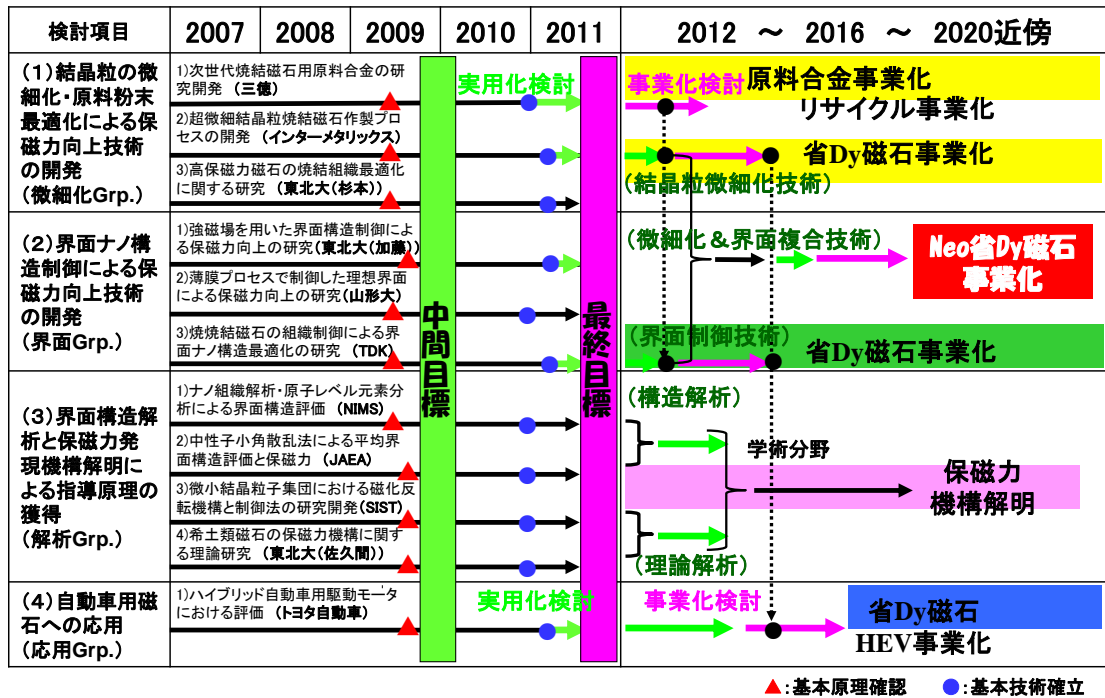 検討項目
2007
2008
2009
2010
2011
2012 ～ 2016 ～ 2020近傍
（1）結晶粒の微
細化・原料粉末
最適化による保
磁力向上技術
の開発
（微細化Grp.）
1)次世代焼結磁石用原料合金の研
究開発 （三徳）
2)超微細結晶粒焼結磁石作製プロ
セスの開発 （インターメタリックス）
3)高保磁力磁石の焼結組織最適化
に関する研究 （東北大（杉本））
実用化検討
事業化検討
原料合金事業化
リサイクル事業化
省Dy磁石事業化
（結晶粒微細化技術）
（2）界面ナノ構
造制御による保
磁力向上技術
の開発
（界面Grp.）
1)強磁場を用いた界面構造制御によ
る保磁力向上の研究（東北大（加藤））
2)薄膜プロセスで制御した理想界面
による保磁力向上の研究（山形大）
3)焼焼結磁石の組織制御による界
面ナノ構造最適化の研究 （TDK）
（微細化＆界面複合技術）
Neo省Dy磁石
事業化
（界面制御技術）
省Dy磁石事業化
中間目標
最終目標
（3）界面構造解
析と保磁力発
現機構解明に
よる指導原理の
獲得
（解析Grp.）
1)ナノ組織解析・原子レベル元素分
析による界面構造評価 （NIMS）
2)中性子小角散乱法による平均界
面構造評価と保磁力 （JAEA）
3)微小結晶粒子集団における磁化反
転機構と制御法の研究開発（SIST）
4)希土類磁石の保磁力機構に関す
る理論研究 （東北大（佐久間））
（構造解析）
学術分野
保磁力
機構解明
（理論解析）
（4）自動車用磁
石への応用
（応用Grp.）
1)ハイブリッド自動車用駆動モータ
における評価 （トヨタ自動車）
実用化検討
事業化検討
省Dy磁石
HEV事業化
▲：基本原理確認
●：基本技術確立